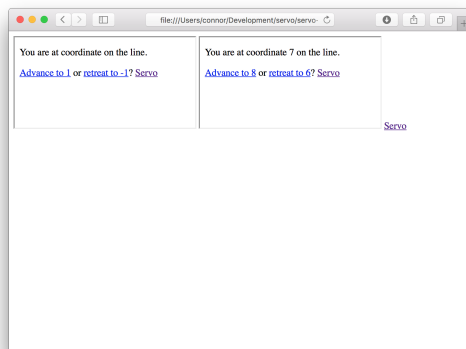 file:///Users/connor/Development/servo/servo-
You are at coordinate on the line.
Advance to 1 or retreat to -1? Servo
You are at coordinate 7 on the line.
Advance to 8 or retreat to 6? Servo
Servo